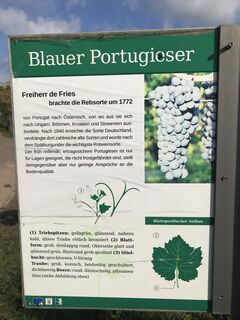 Blauer Portugieser
Freiherr de Fries
brachte die Rebsorte um 1772
von Portugal nach Österreich, von wo aus sie sich
nach Ungarn, Böhmen, Kroatien und Slowenien aus-
breitete. Nach 1840 erreichte die Sorte Deutschland,
verdrängte dort zahlreiche alte Sorten und wurde nach
dem Spätburgunder die wichtigste Rotweinsorte.
Der früh reifende, ertragssichere Portugieser ist nur
für Lagen geeignet, die nicht frostgefährdet sind, stellt
demgegenüber aber nur geringe Ansprüche an die
Bodenqualität.
Blattspezifischer Aufbau
(1) Triebspitzen: gelbgrün, glänzend, nahezu
kahl, ältere Triebe rötlich bronziert (2) Blatt-
form: groß, dreilappig rund, Oberseite glatt und
glänzend-grün, Blattrand grob gezähnt (3) Stiel-
bucht: geschlossen, V-förmig
Traube: groß, konisch, beidseitig geschultert,
dichtbeerig Beere: rund, dünnschalig, pflaumen-
blau (siehe Abbildung oben)
(1)
(2)
(3)